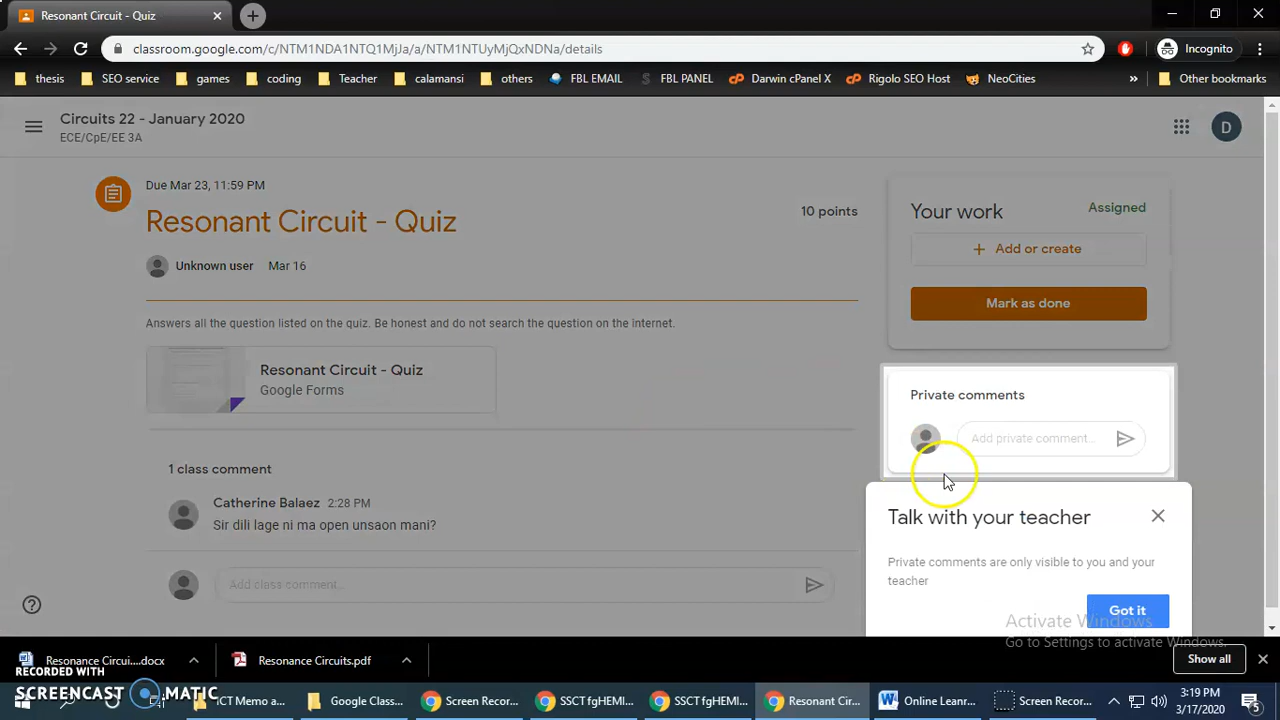 Resonant Circuit - Quiz
classroom.google.com/c/NTM1NDA1NTQ1MjJa/a/NTM1NTUyMjQxNDNa/details
Incognito
thesis
SEO service
games
coding
Teacher
calamansi
others
FBL EMAIL
FBL PANEL
Darwin cPanel X
Rigolo SEO Host
NeoCities
Other bookmarks
Circuits 22 - January 2020
ECE/CpE/EE 3A
D
Due Mar 23, 11:59 PM
Resonant Circuit - Quiz
10 points
Unknown user Mar 16
Answers all the question listed on the quiz. Be honest and do not search the question on the internet.
Resonant Circuit - Quiz
Google Forms
1 class comment
Catherine Balaez 2:28 PM
Sir dili lage ni ma open unsaon mani?
Add class comment...
Your work
Assigned
+ Add or create
Mark as done
Private comments
Add private comment...
Talk with your teacher
Private comments are only visible to you and your
teacher
Got it
Activate Windows
Go to Settings to activate Windows.
Resonance Circui....docx
Resonance Circuits.pdf
Show all
RECORDED WITH
SCREENCAST MATIC
ICT Memo a...
Google Class...
Screen Recor...
SSCT fgHEMI...
SSCT fgHEMI...
Resonant Cir...
Online Learn...
Screen Recor...
3:19 PM
3/17/2020
5